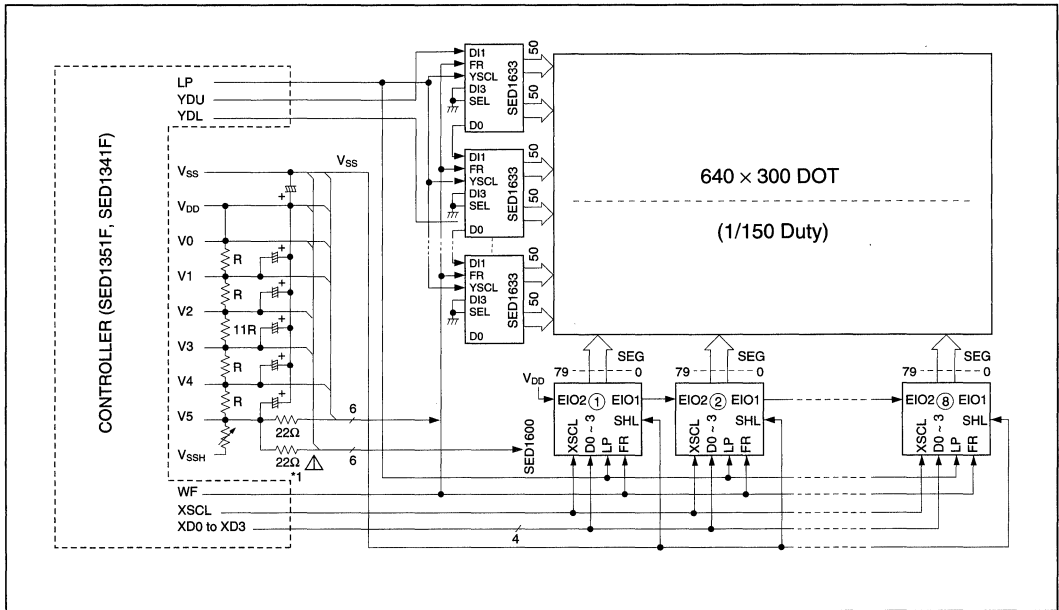 CONTROLLER (SED1351F, SED1341F)
LP
YDU
YDL
VSS
VDD
V0
V1
V2
V3
V4
V5
VSSH
WF
XSCL
XD0 to XD3
R
R
11R
R
R
+
+
+
+
+
+
VSS
22Ω
22Ω
*1
6
6
4
SED1600
DI1
FR
YSCL
DI3
SEL
D0
SED1633
50
50
DI1
FR
YSCL
DI3
SEL
D0
SED1633
50
50
DI1
FR
YSCL
DI3
SEL
D0
SED1633
50
50
640 × 300 DOT
(1/150 Duty)
SEG
79 0
VDD
EIO2 1 EIO1
SHL
XSCL
D0 ~ 3
LP
FR
SEG
79 0
EIO2 2 EIO1
SHL
XSCL
D0 ~ 3
LP
FR
SEG
79 0
EIO2 8 EIO1
SHL
XSCL
D0 ~ 3
LP
FR